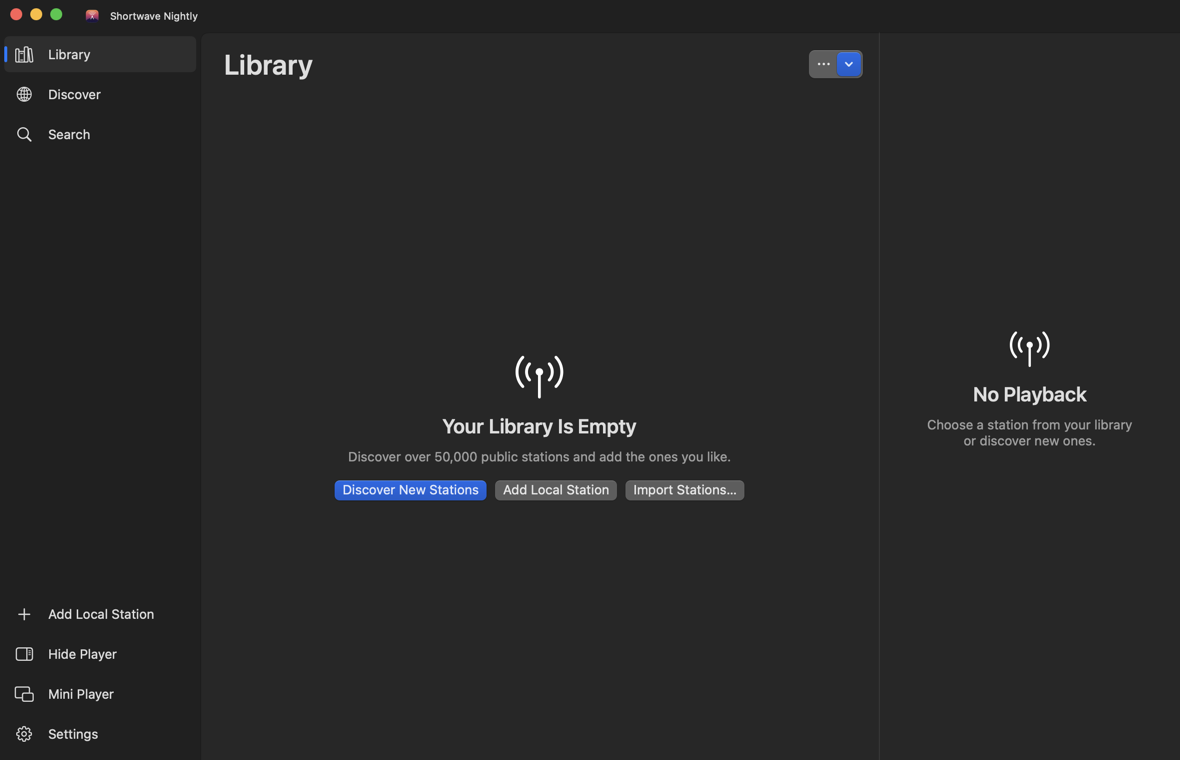 Shortwave Nightly
Library
Discover
Search
Add Local Station
Hide Player
Mini Player
Settings
Library
Your Library Is Empty
Discover over 50,000 public stations and add the ones you like.
Discover New Stations
Add Local Station
Import Stations...
No Playback
Choose a station from your library
or discover new ones.